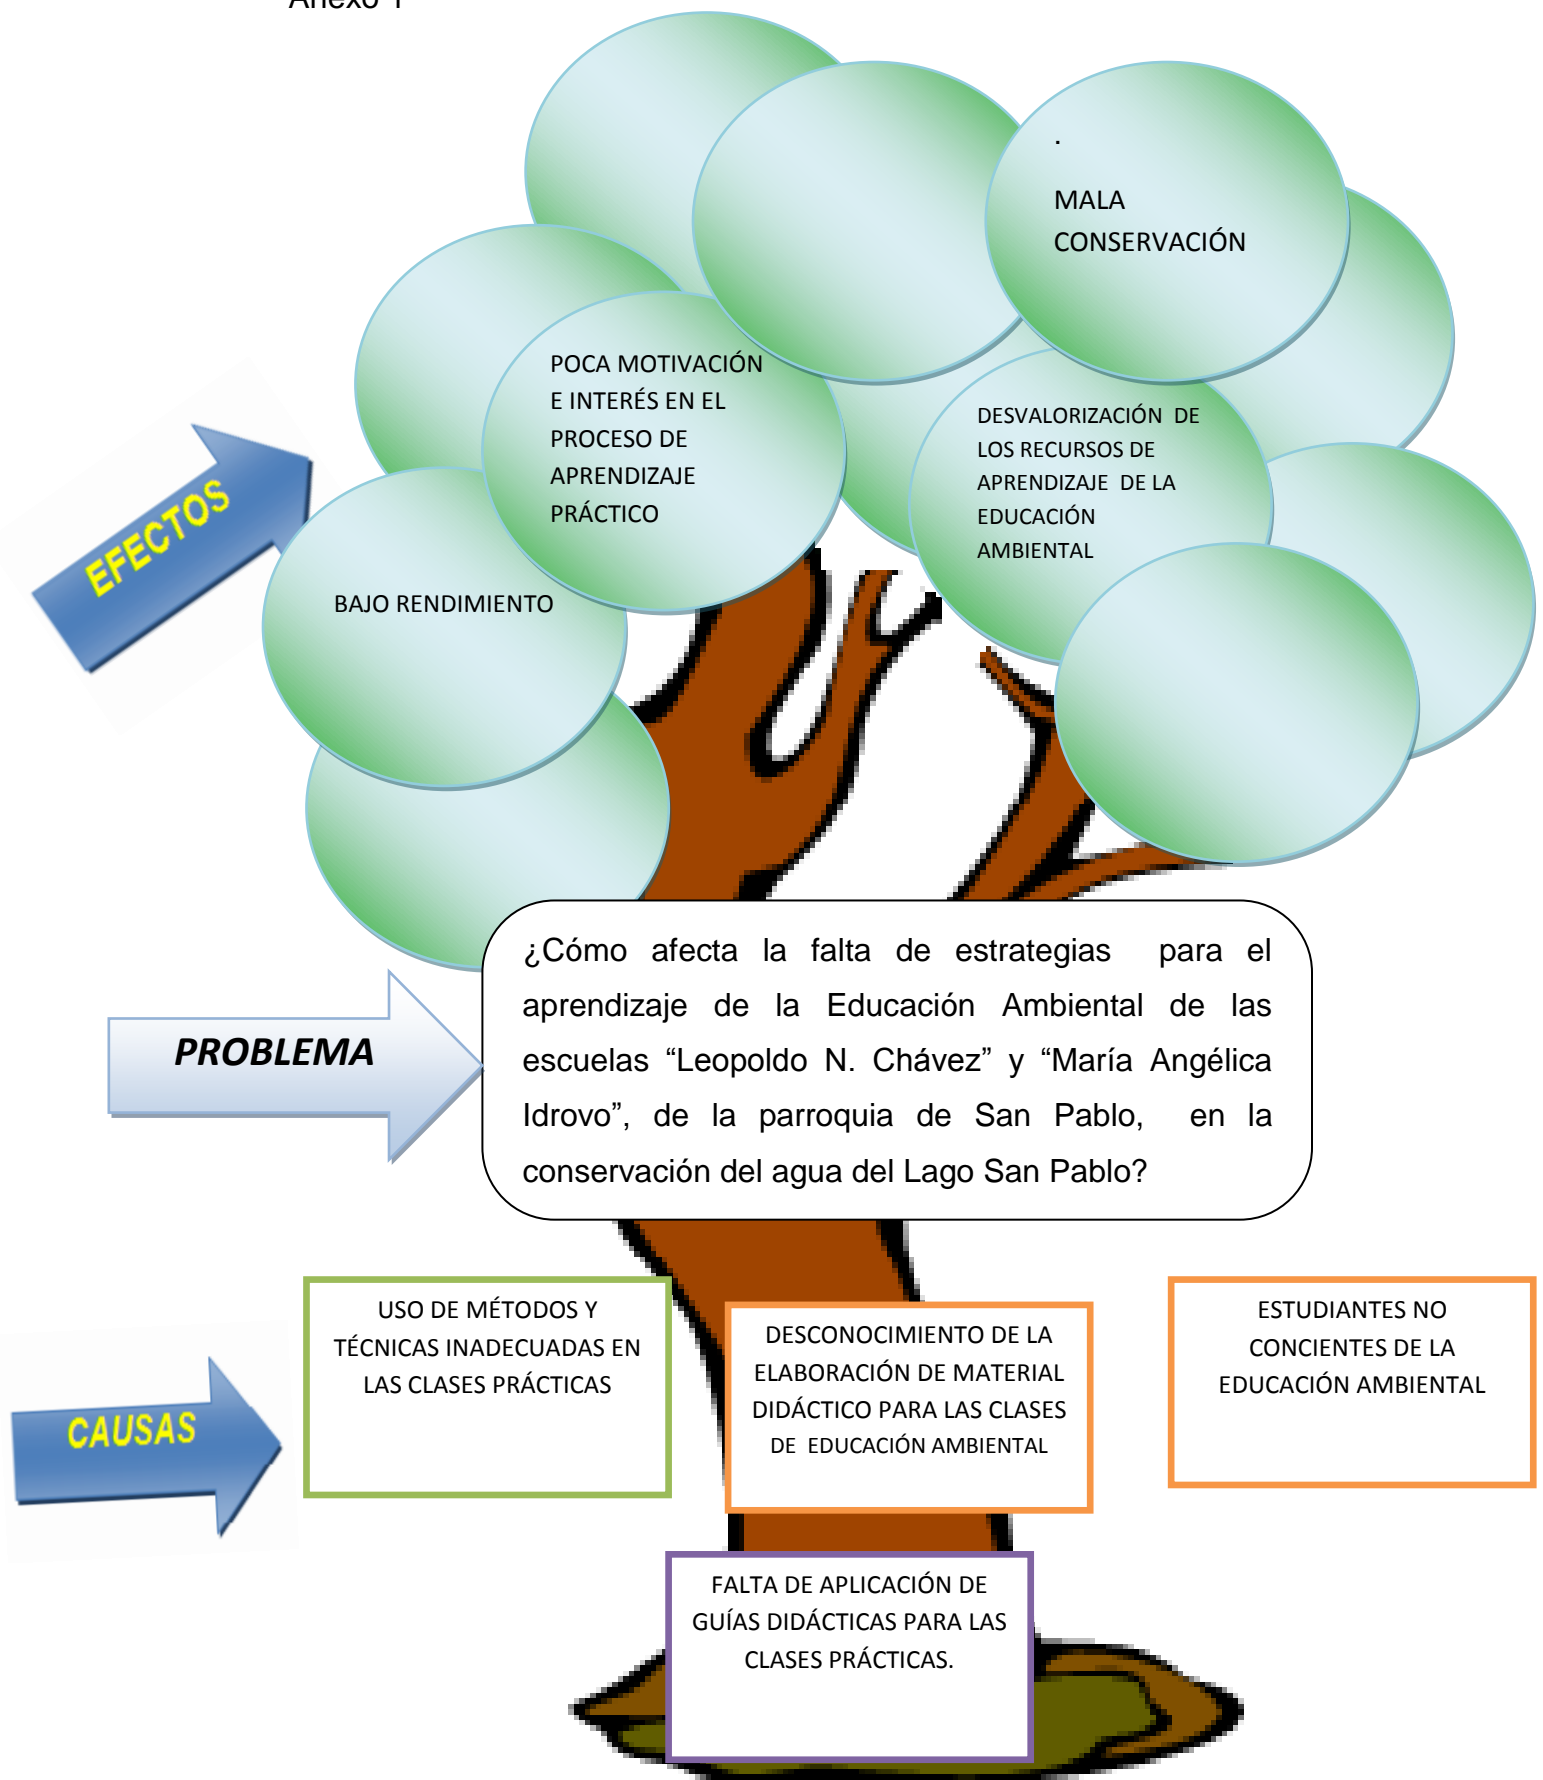 Anexo 1
.
MALA
CONSERVACIÓN
POCA MOTIVACIÓN
E INTERÉS EN EL
PROCESO DE
APRENDIZAJE
PRÁCTICO
DESVALORIZACIÓN DE
LOS RECURSOS DE
APRENDIZAJE DE LA
EDUCACIÓN
AMBIENTAL
EFECTOS
BAJO RENDIMIENTO
PROBLEMA
¿Cómo afecta la falta de estrategias para el
aprendizaje de la Educación Ambiental de las
escuelas “Leopoldo N. Chávez” y “María Angélica
Idrovo”, de la parroquia de San Pablo, en la
conservación del agua del Lago San Pablo?
CAUSAS
USO DE MÉTODOS Y
TÉCNICAS INADECUADAS EN
LAS CLASES PRÁCTICAS
DESCONOCIMIENTO DE LA
ELABORACIÓN DE MATERIAL
DIDÁCTICO PARA LAS CLASES
DE EDUCACIÓN AMBIENTAL
ESTUDIANTES NO
CONCIENTES DE LA
EDUCACIÓN AMBIENTAL
FALTA DE APLICACIÓN DE
GUÍAS DIDÁCTICAS PARA LAS
CLASES PRÁCTICAS.